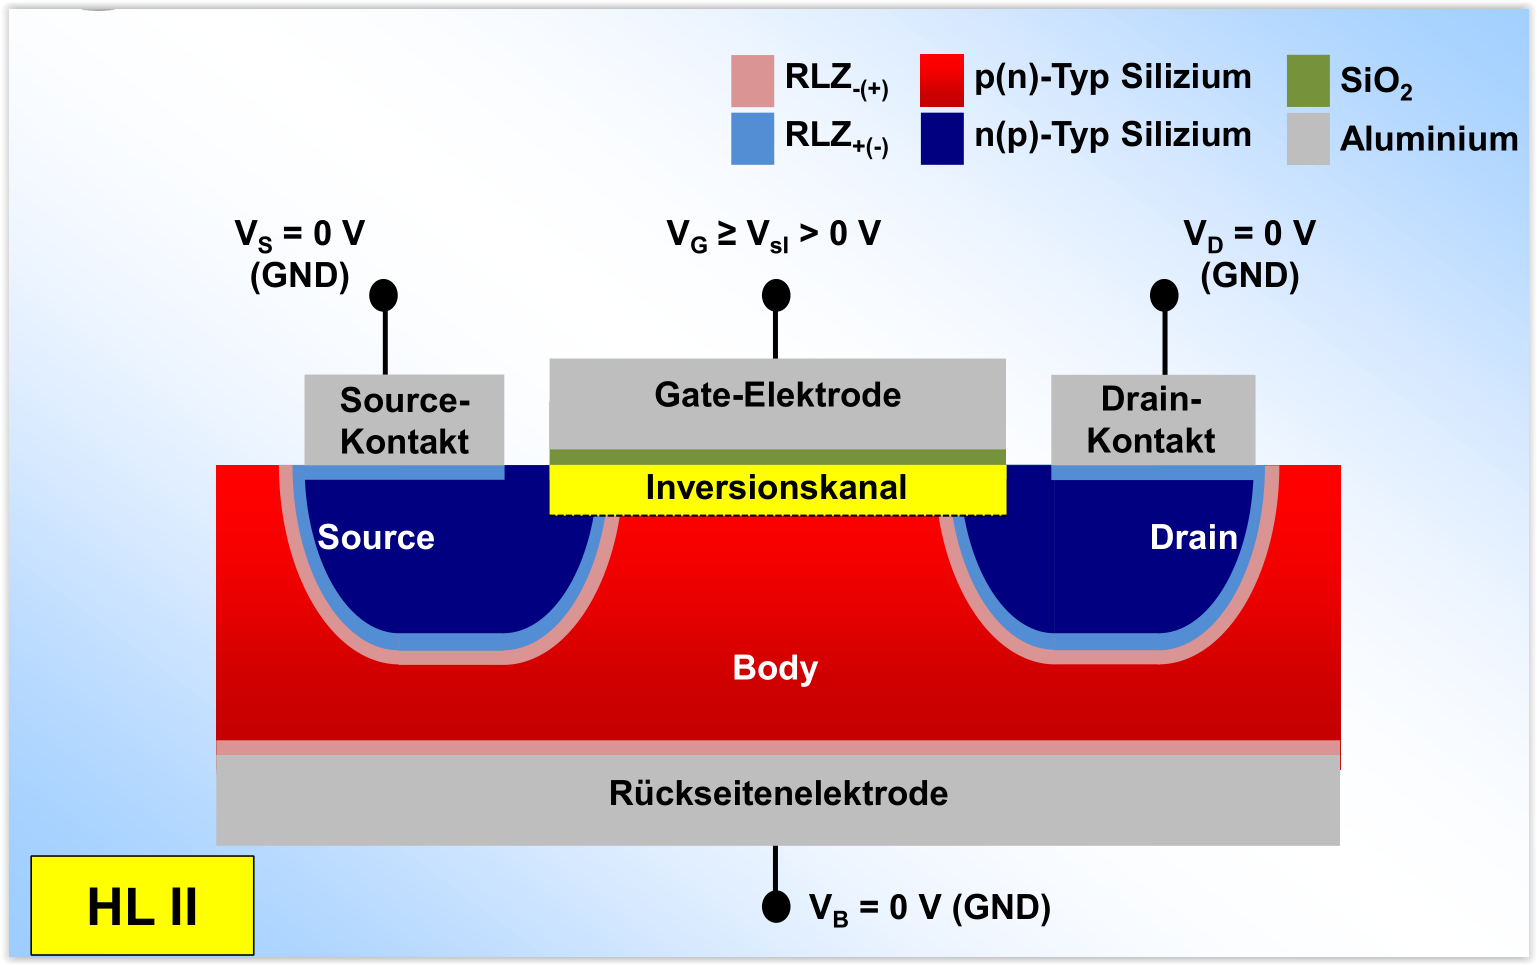 RLZ-(+)
p(n)-Typ Silizium
SiO2
RLZ+(-)
n(p)-Typ Silizium
Aluminium
VS = 0 V
(GND)
VG ≥ Vsl > 0 V
VD = 0 V
(GND)
Source-
Kontakt
Gate-Elektrode
Drain-
Kontakt
Inversionskanal
Source
Drain
Body
Rückseitenelektrode
HL II
VB = 0 V (GND)